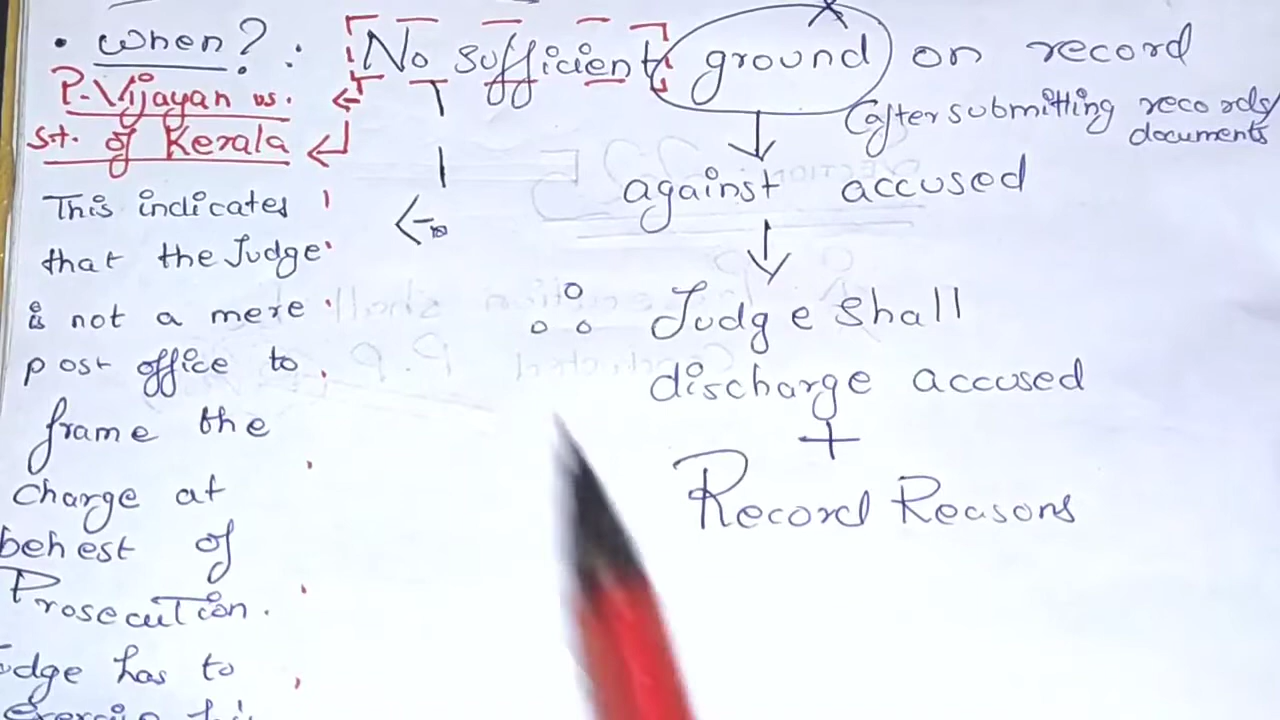 • When? : No sufficient ground on record
(after submitting records/
documents
P. Vijayan vs.
St. of Kerala
against accused
This indicates
that the Judge
is not a mere
post office to
frame the
charge at
behest of
Prosecution.
Judge has to
∴ Judge shall
discharge accused
+
Record Reasons